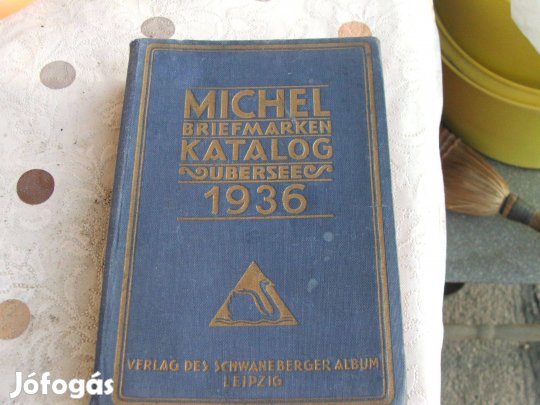 MICHEL
BRIEFMARKEN
KATALOG
ÜBERSEE
1936
VERLAG DES SCHWANEBERGER ALBUM
LEIPZIG
Jófogás